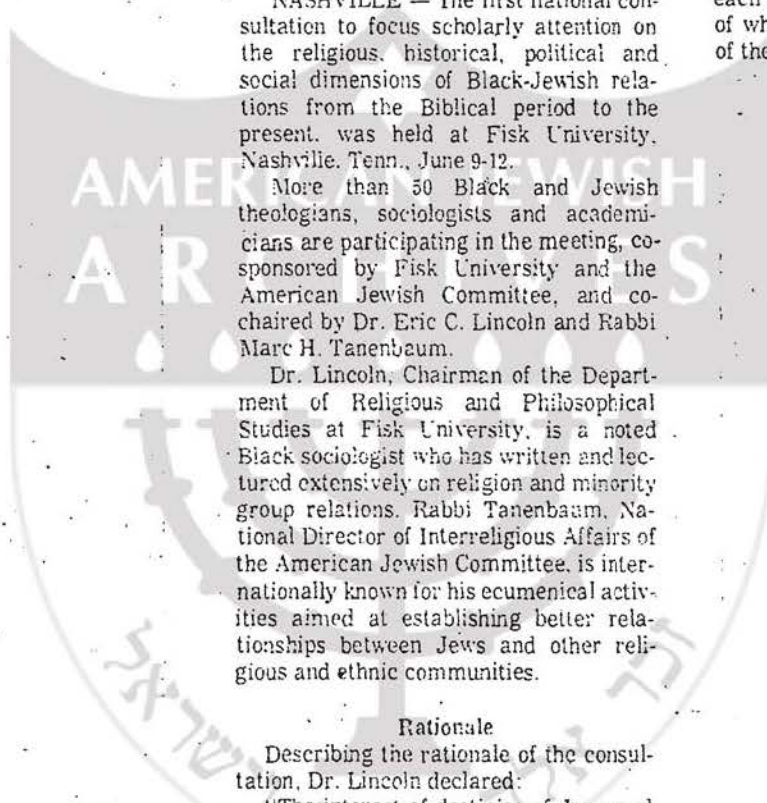 NASHVILLE — The first national con-
sultation to focus scholarly attention on
the religious, historical, political and
social dimensions of Black-Jewish rela-
tions from the Biblical period to the
present, was held at Fisk University,
Nashville, Tenn., June 9-12.
More than 50 Black and Jewish
theologians, sociologists and academi-
cians are participating in the meeting, co-
sponsored by Fisk University and the
American Jewish Committee, and co-
chaired by Dr. Eric C. Lincoln and Rabbi
Marc H. Tanenbaum.
Dr. Lincoln, Chairman of the Depart-
ment of Religious and Philosophical
Studies at Fisk University, is a noted
Black sociologist who has written and lec-
tured extensively on religion and minority
group relations. Rabbi Tanenbaum, Na-
tional Director of Interreligious Affairs of
the American Jewish Committee, is inter-
nationally known for his ecumenical activ-
ities aimed at establishing better rela-
tionships between Jews and other reli-
gious and ethnic communities.
Rationale
Describing the rationale of the consul-
tation, Dr. Lincoln declared:
each
of the
AMERICAN JEWISH
ARCHIVES
זכר
ישראל